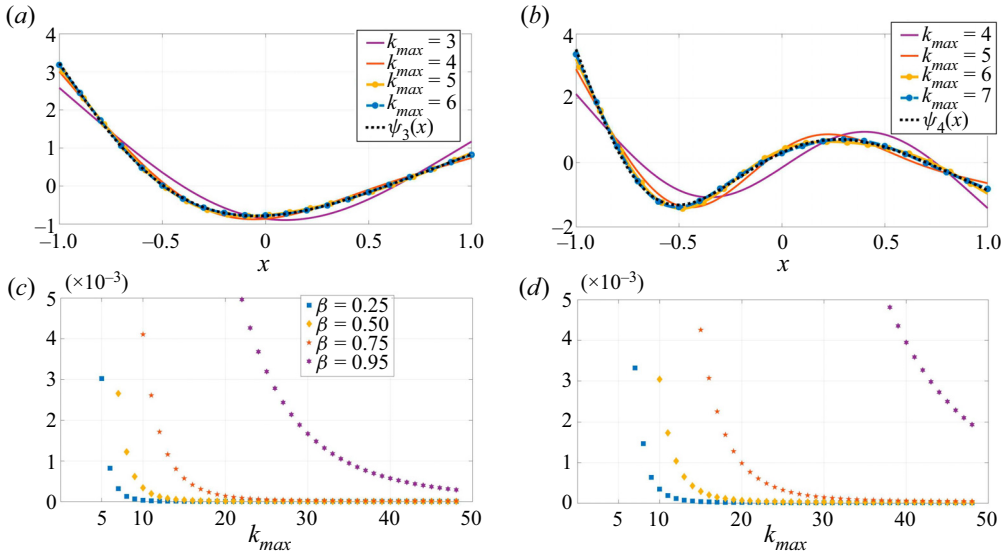 (a)
4
3
2
1
0
−1
k_max = 3
k_max = 4
k_max = 5
k_max = 6
ψ_3(x)
−1.0 −0.5 0 0.5 1.0
x
(b)
4
2
0
−2
k_max = 4
k_max = 5
k_max = 6
k_max = 7
ψ_4(x)
−1.0 −0.5 0 0.5 1.0
x
(c)
(×10⁻³)
5
4
3
2
1
0
β = 0.25
β = 0.50
β = 0.75
β = 0.95
5 10 20 30 40 50
k_max
(d)
(×10⁻³)
5
4
3
2
1
0
5 10 20 30 40 50
k_max